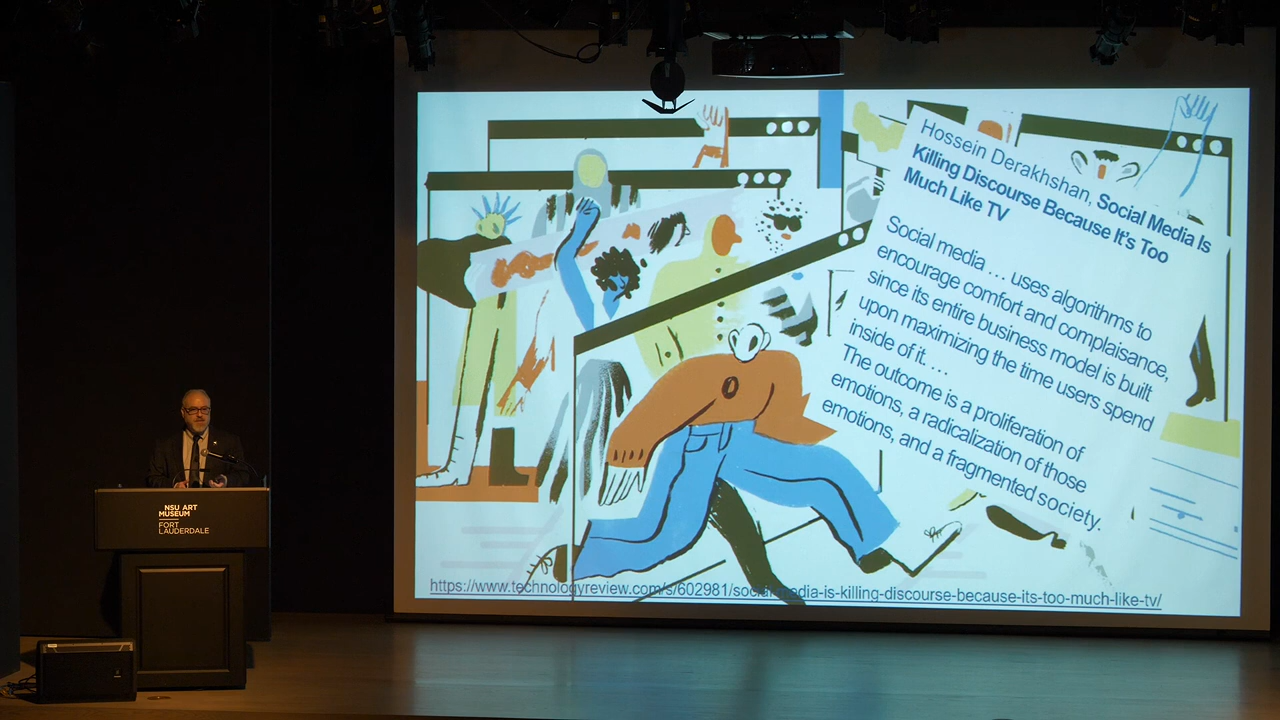 NSU ART
MUSEUM
FORT
LAUDERDALE
Hossein Derakhshan, Social Media Is
Killing Discourse Because It's Too
Much Like TV
Social media … uses algorithms to
encourage comfort and complaisance,
since its entire business model is built
upon maximizing the time users spend
inside of it …
The outcome is a proliferation of
emotions, a radicalization of those
emotions, and a fragmented society.
https://www.technologyreview.com/s/602981/social-media-is-killing-discourse-because-its-too-much-like-tv/